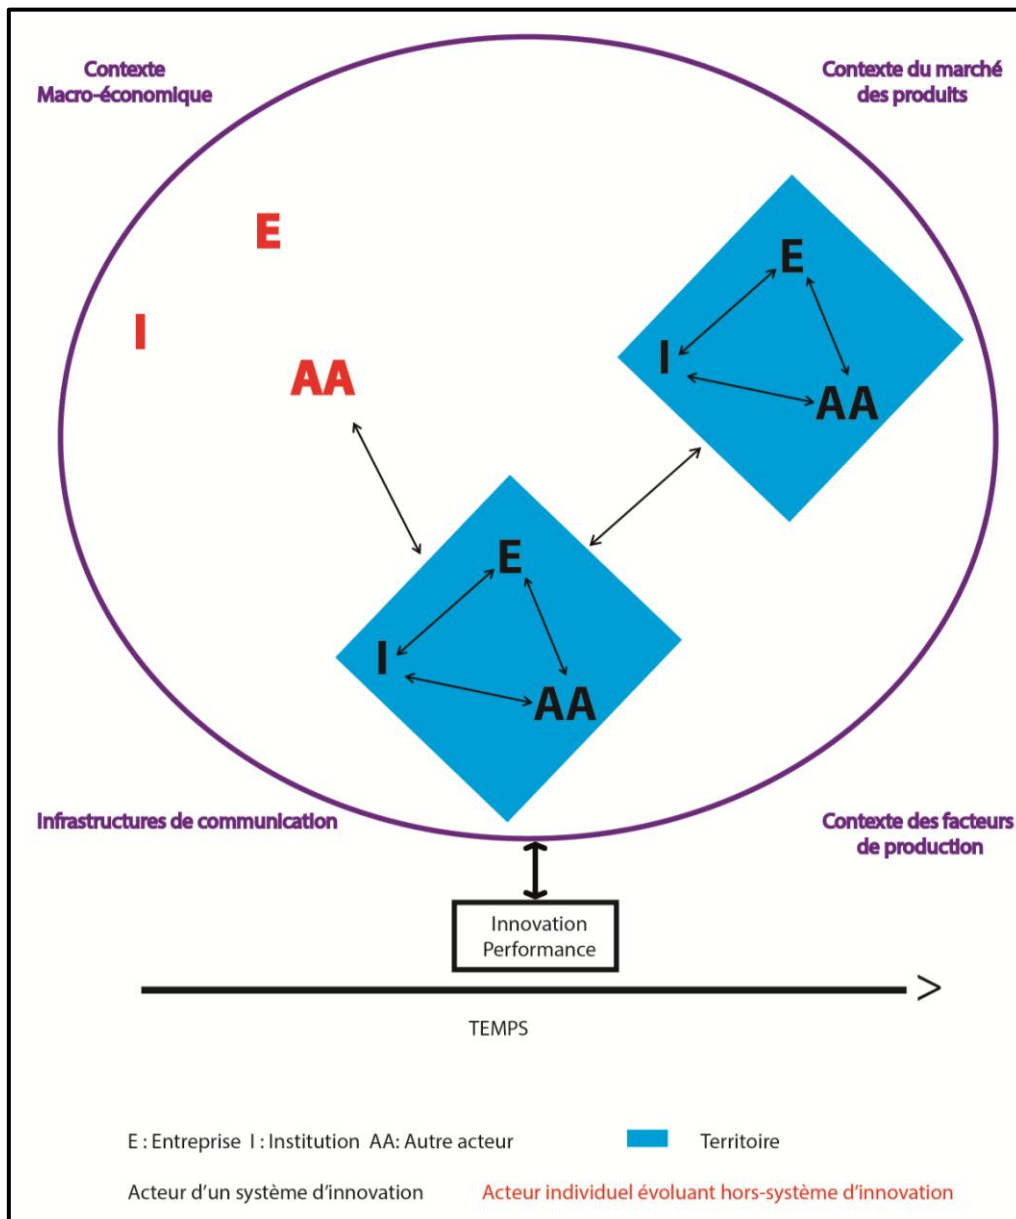 Contexte
Macro-économique
Contexte du marché
des produits
E
I
AA
E
I
AA
E
I
AA
Infrastructures de communication
Contexte des facteurs
de production
Innovation
Performance
>
TEMPS
E : Entreprise I : Institution AA: Autre acteur
Territoire
Acteur d'un système d'innovation
Acteur individuel évoluant hors-système d'innovation